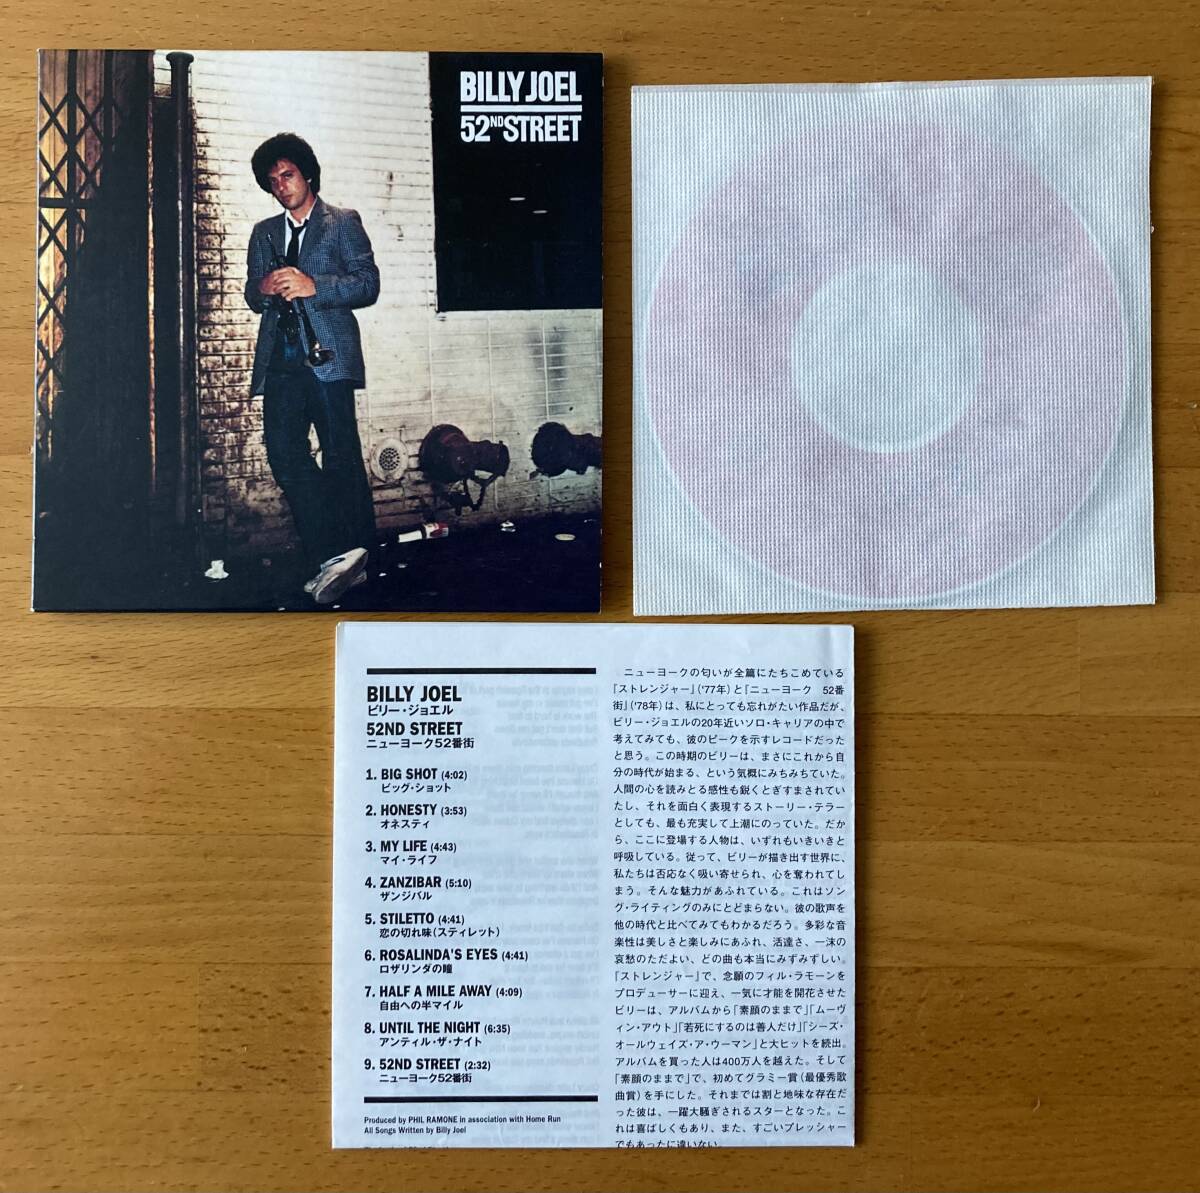 BILLY JOEL
52ND STREET
BILLY JOEL
ビリー・ジョエル
52ND STREET
ニューヨーク52番街
1. BIG SHOT (4:02)
ビッグ・ショット
2. HONESTY (3:53)
オネスティ
3. MY LIFE (4:43)
マイ・ライフ
4. ZANZIBAR (5:10)
ザンジバル
5. STILETTO (4:41)
恋の切れ味(スティレット)
6. ROSALINDA'S EYES (4:41)
ロザリンダの瞳
7. HALF A MILE AWAY (4:09)
自由への半マイル
8. UNTIL THE NIGHT (6:35)
アンティル・ザ・ナイト
9. 52ND STREET (2:32)
ニューヨーク52番街
Produced by PHIL RAMONE in association with Home Run
All Songs Written by Billy Joel
ニューヨークの匂いが全篇にたちこめている
『ストレンジャー』('77年)と『ニューヨーク 52番
街』('78年)は、私にとっても忘れがたい作品だが、
ビリー・ジョエルの20年近いソロ・キャリアの中で
考えてみても、彼のピークを示すレコードだった
と思う。この時期のビリーは、まさにこれから自
分の時代が始まる、という気概にみちみちていた。
人間の心を読みとる感性も鋭くとぎすまされてい
たし、それを面白く表現するストーリー・テラー
としても、最も充実して上潮にのっていた。だか
ら、ここに登場する人物は、いずれもいきいきと
呼吸している。従って、ビリーが描き出す世界に、
私たちは否応なく吸い寄せられ、心を奪われてし
まう。そんな魅力があふれている。これはソン
グ・ライティングのみにとどまらない。彼の歌声を
他の時代と比べてみてもわかるだろう。多彩な音
楽性は美しさと楽しみにあふれ、活達さ、一沫の
哀愁のただよい、どの曲も本当にみずみずしい。
『ストレンジャー』で、念願のフィル・ラモーンを
プロデューサーに迎え、一気に才能を開花させた
ビリーは、アルバムから「素顔のままで」「ムーヴ
ィン・アウト」「若死にするのは善人だけ」「シーズ・
オールウェイズ・ア・ウーマン」と大ヒットを続出。
アルバムを買った人は400万人を越えた。そして
「素顔のままで」で、初めてグラミー賞(最優秀歌
曲賞)を手にした。それまでは割と地味な存在だ
った彼は、一躍大騒ぎされるスターとなった。こ
れは喜ばしくもあり、また、すごいプレッシャー
でもあったに違いない。